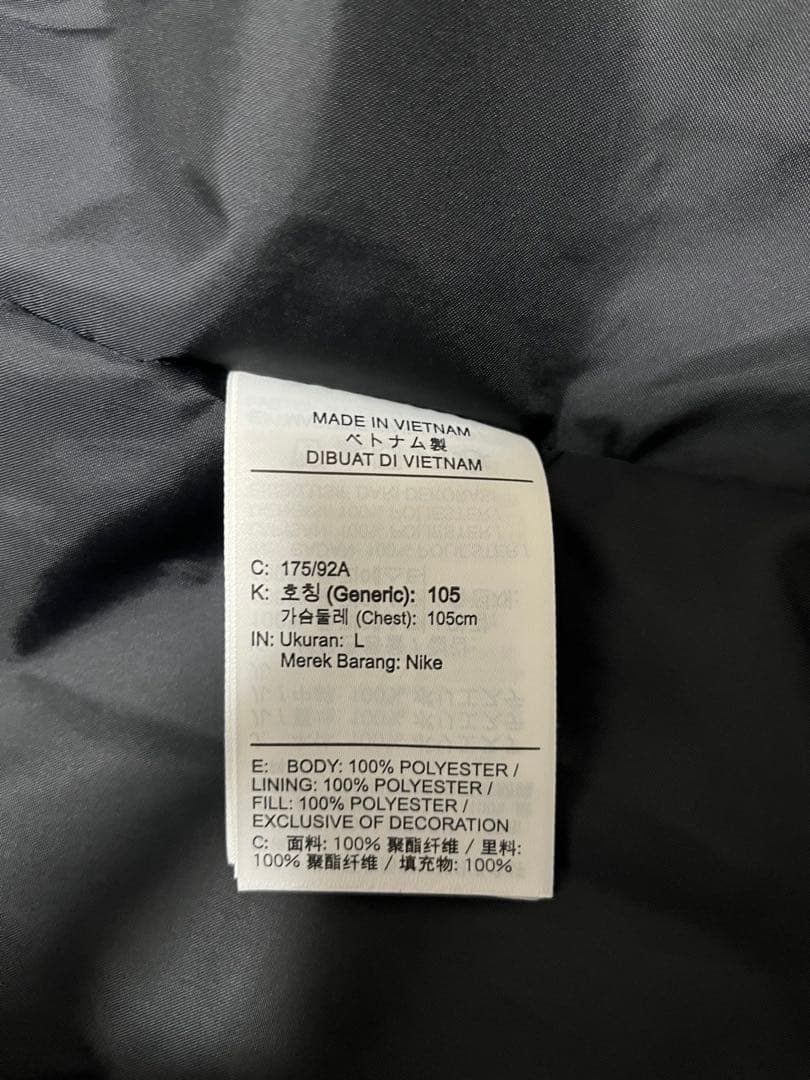 MADE IN VIETNAM
ベトナム製
DIBUAT DI VIETNAM
C: 175/92A
K: 호칭 (Generic): 105
가슴둘레 (Chest): 105cm
IN: Ukuran: L
Merek Barang: Nike
E: BODY: 100% POLYESTER /
LINING: 100% POLYESTER /
FILL: 100% POLYESTER /
EXCLUSIVE OF DECORATION
C: 面料: 100% 聚酯纤维 / 里料:
100% 聚酯纤维 / 填充物: 100%